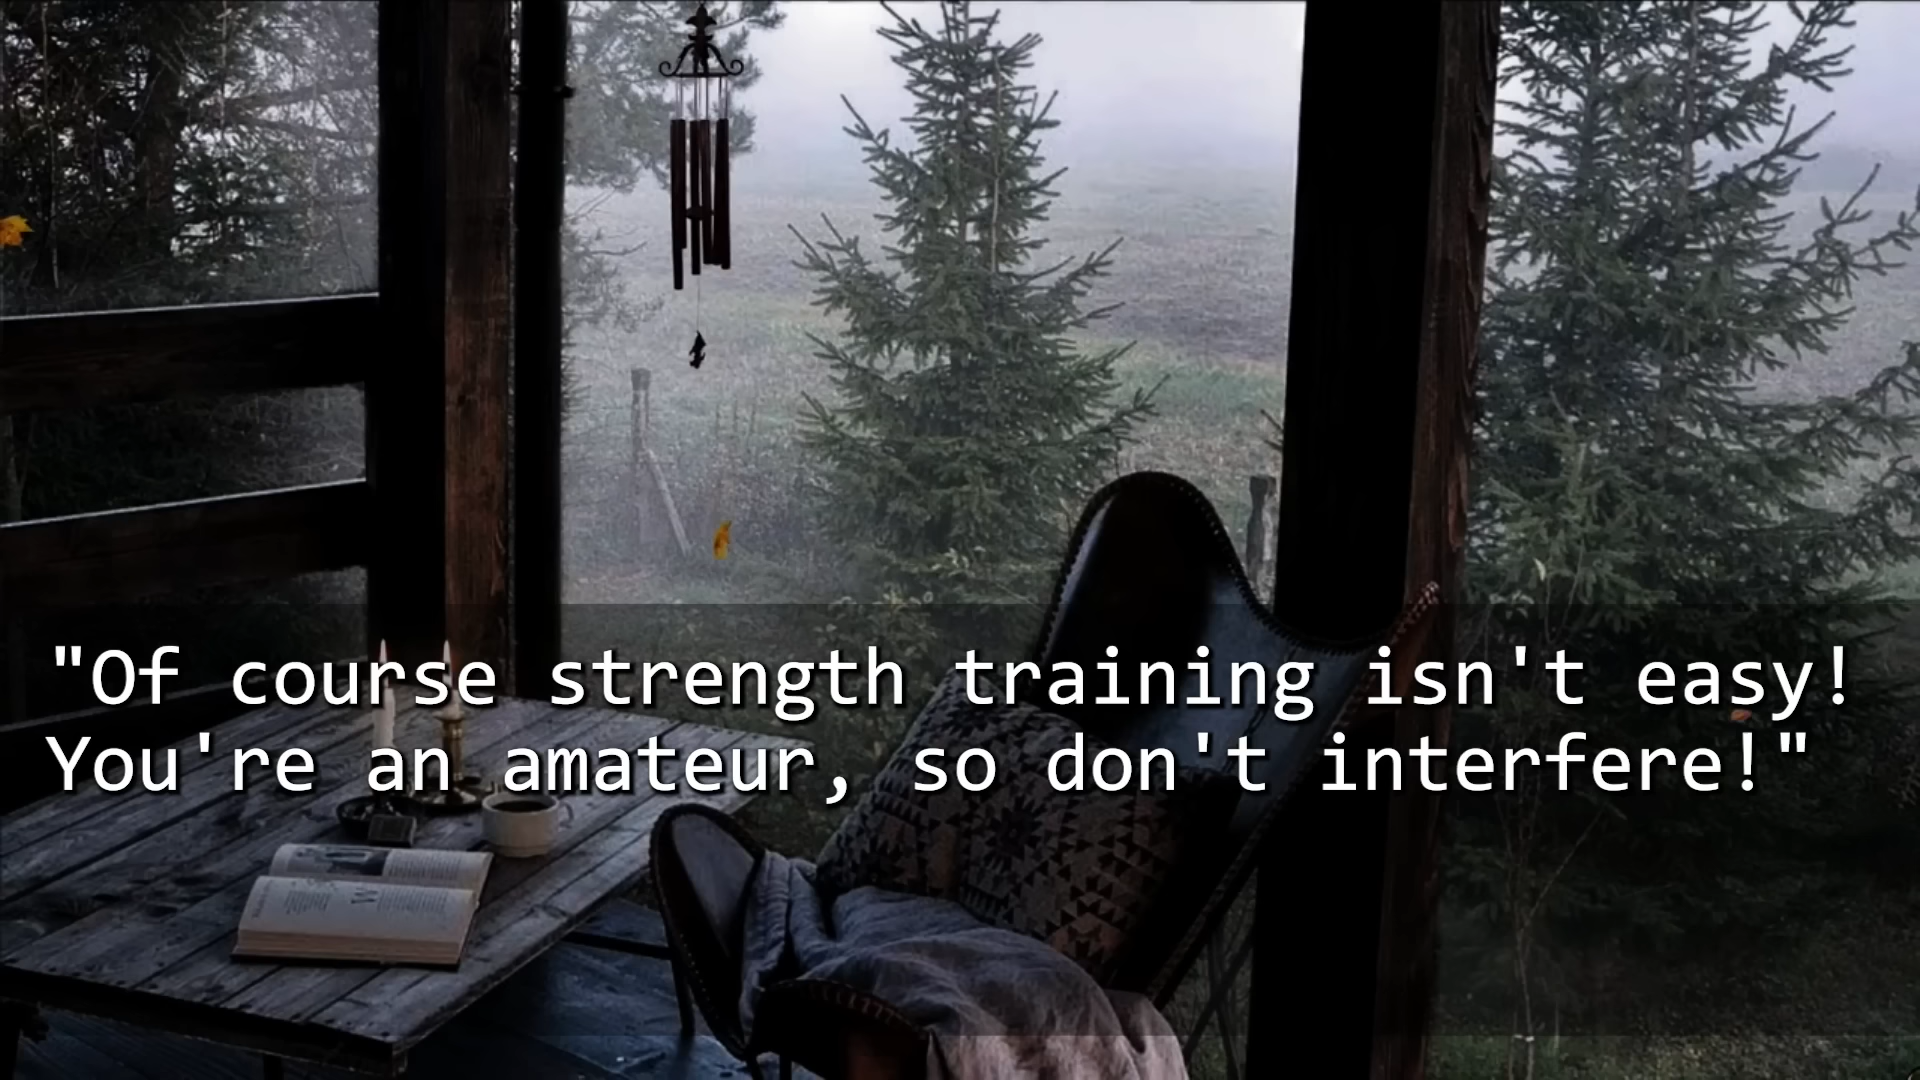 "Of course strength training isn't easy!
You're an amateur, so don't interfere!"